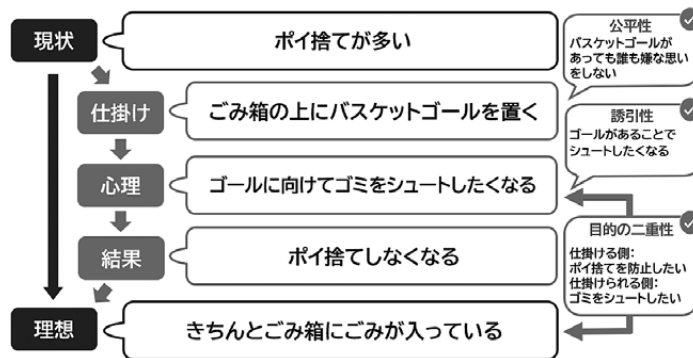 現状
ポイ捨てが多い
仕掛け
ごみ箱の上にバスケットゴールを置く
心理
ゴールに向けてゴミをシュートしたくなる
結果
ポイ捨てしなくなる
理想
きちんとごみ箱にごみが入っている
公平性
バスケットゴールが
あっても誰も嫌な思い
をしない
誘引性
ゴールがあることで
シュートしたくなる
目的の二重性
仕掛ける側:
ポイ捨てを防止したい
仕掛けられる側:
ゴミをシュートしたい